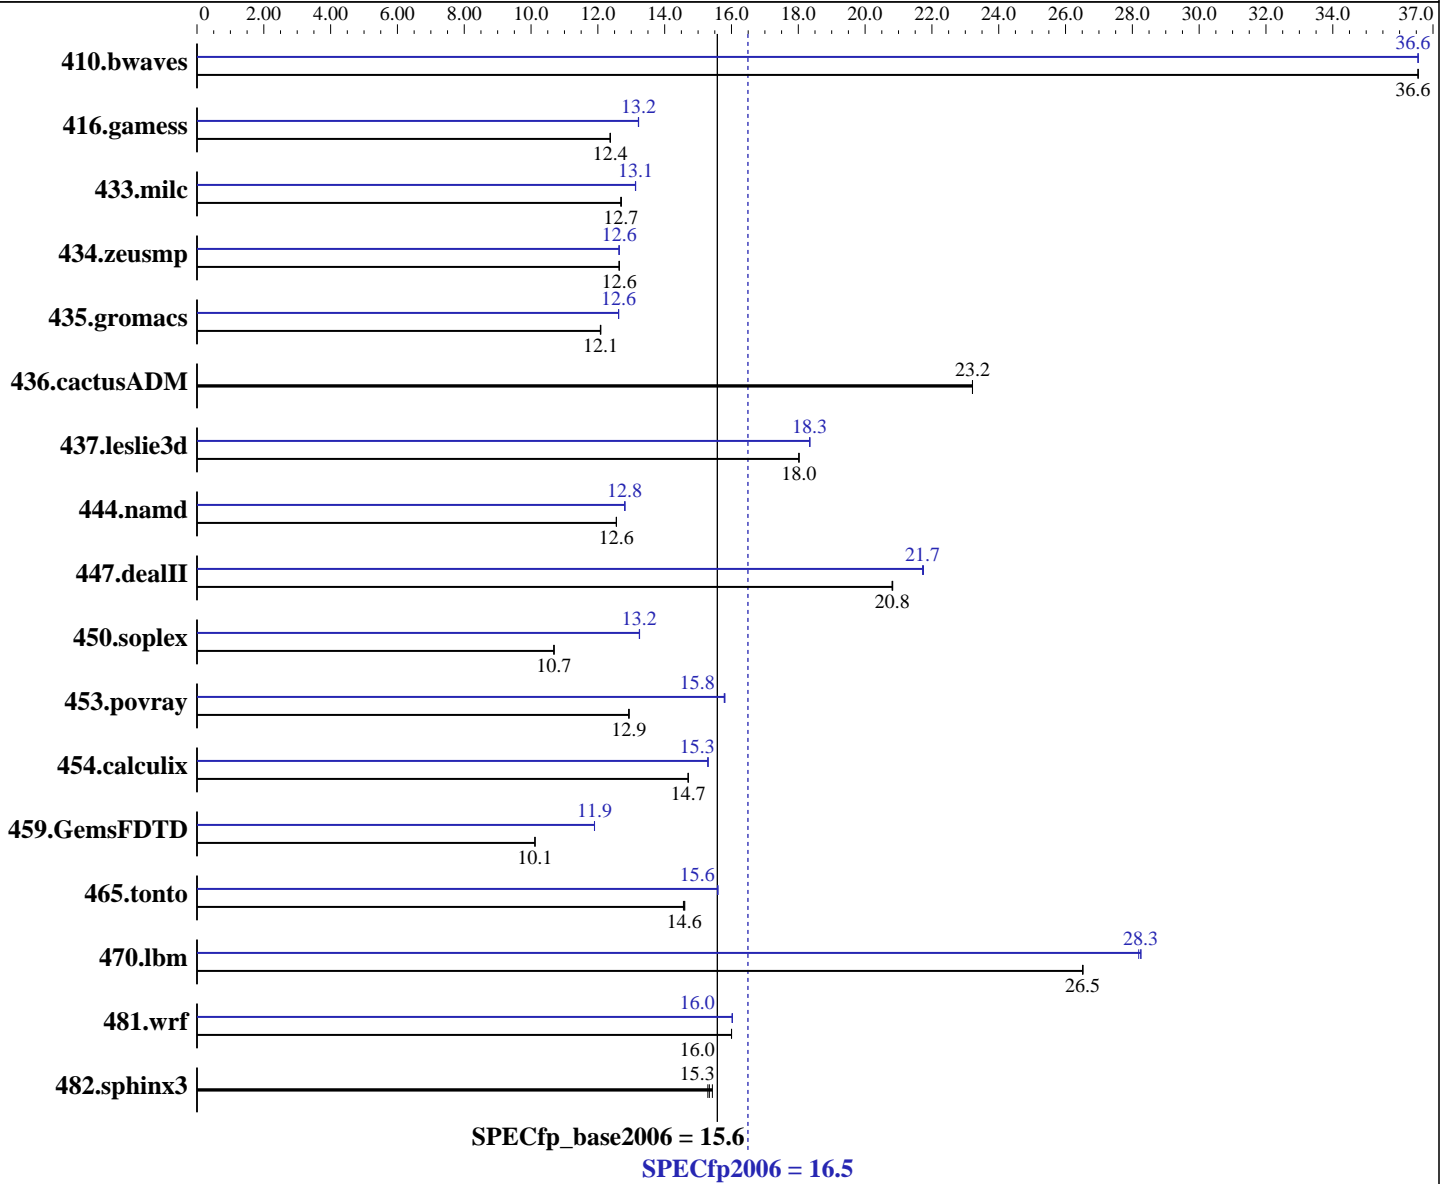 0 2.00 4.00 6.00 8.00 10.0 12.0 14.0 16.0 18.0 20.0 22.0 24.0 26.0 28.0 30.0 32.0 34.0 37.0
36.6
410.bwaves
36.6
13.2
416.gamess
12.4
13.1
433.milc
12.7
12.6
434.zeusmp
12.6
12.6
435.gromacs
12.1
23.2
436.cactusADM
18.3
437.leslie3d
18.0
12.8
444.namd
12.6
21.7
447.dealII
20.8
13.2
450.soplex
10.7
15.8
453.povray
12.9
15.3
454.calculix
14.7
11.9
459.GemsFDTD
10.1
15.6
465.tonto
14.6
28.3
470.lbm
26.5
16.0
481.wrf
16.0
15.3
482.sphinx3
SPECfp_base2006 = 15.6
SPECfp2006 = 16.5